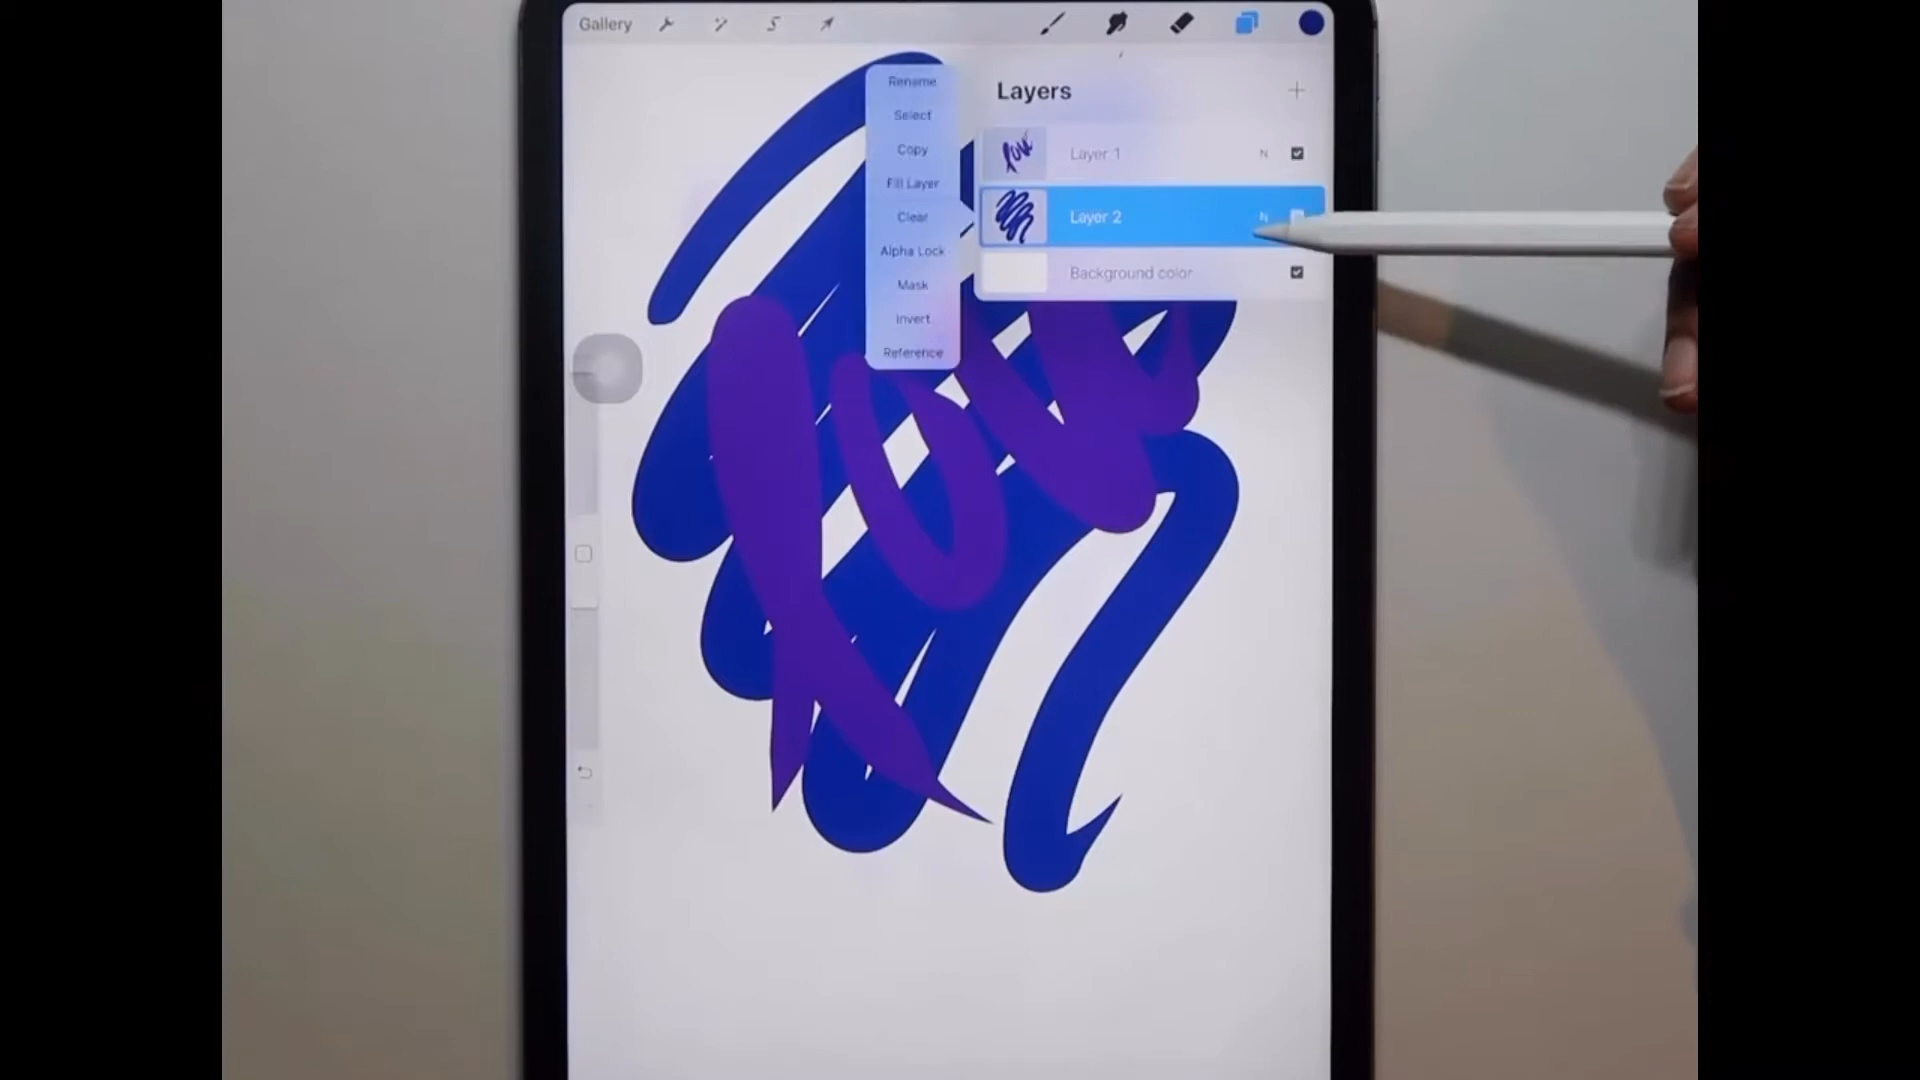 Gallery
Layers
Rename
Select
Copy
Fill Layer
Clear
Alpha Lock
Mask
Invert
Reference
Layer 1
N
Layer 2
N
Background color
love